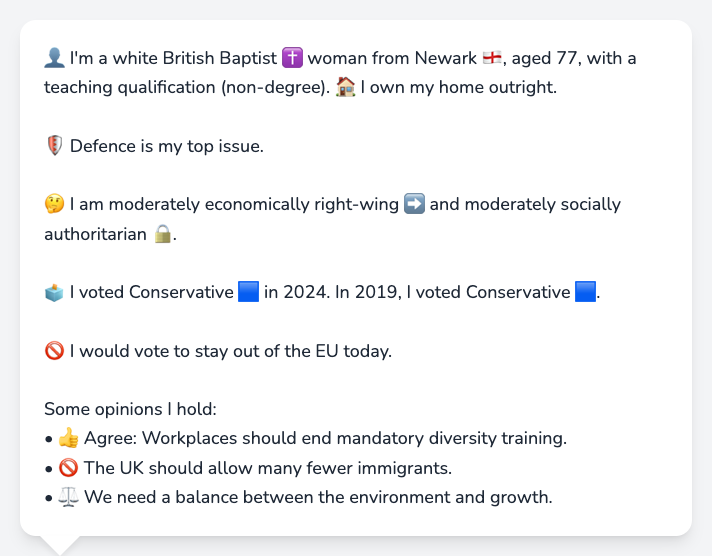 👤 I'm a white British Baptist ✝️ woman from Newark 🏴󠁧󠁢󠁥󠁮󠁧󠁿, aged 77, with a
teaching qualification (non-degree). 🏠 I own my home outright.
🛡️ Defence is my top issue.
🤔 I am moderately economically right-wing ➡️ and moderately socially
authoritarian 🔒.
🗳️ I voted Conservative 🟦 in 2024. In 2019, I voted Conservative 🟦.
🚫 I would vote to stay out of the EU today.
Some opinions I hold:
• 👍 Agree: Workplaces should end mandatory diversity training.
• 🚫 The UK should allow many fewer immigrants.
• ⚖️ We need a balance between the environment and growth.